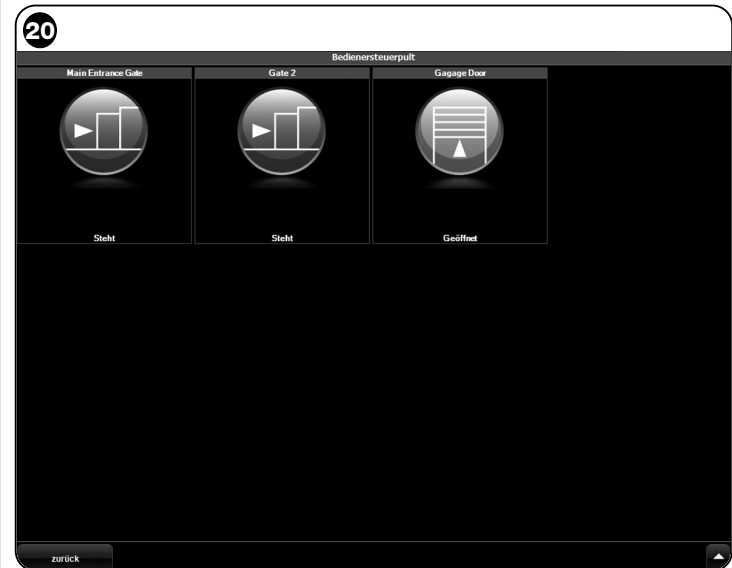 20
Bedienersteuerpult
Main Entrance Gate Gate 2 Gagage Door
Steht Steht Geöffnet
zurück